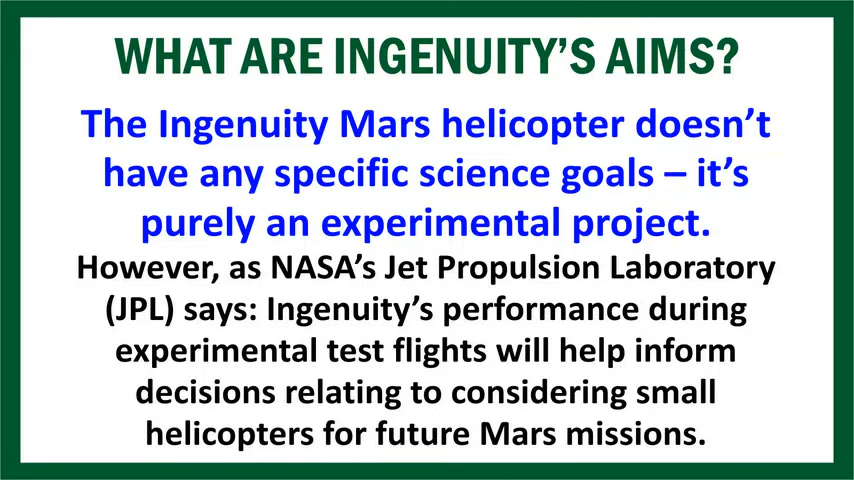 WHAT ARE INGENUITY’S AIMS?
The Ingenuity Mars helicopter doesn’t
have any specific science goals – it’s
purely an experimental project.
However, as NASA’s Jet Propulsion Laboratory
(JPL) says: Ingenuity’s performance during
experimental test flights will help inform
decisions relating to considering small
helicopters for future Mars missions.